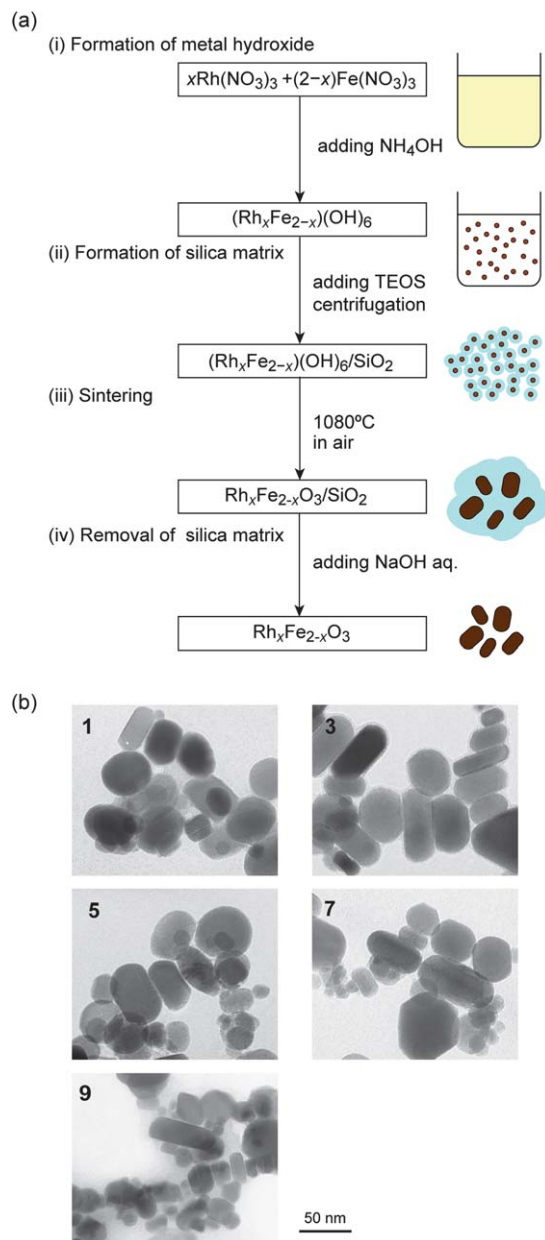 (a)
(i) Formation of metal hydroxide
xRh(NO₃)₃ +(2−x)Fe(NO₃)₃
adding NH₄OH
(RhₓFe₂₋ₓ)(OH)₆
(ii) Formation of silica matrix
adding TEOS
centrifugation
(RhₓFe₂₋ₓ)(OH)₆/SiO₂
(iii) Sintering
1080ºC
in air
RhₓFe₂₋ₓO₃/SiO₂
(iv) Removal of silica matrix
adding NaOH aq.
RhₓFe₂₋ₓO₃
(b)
1
3
5
7
9
50 nm